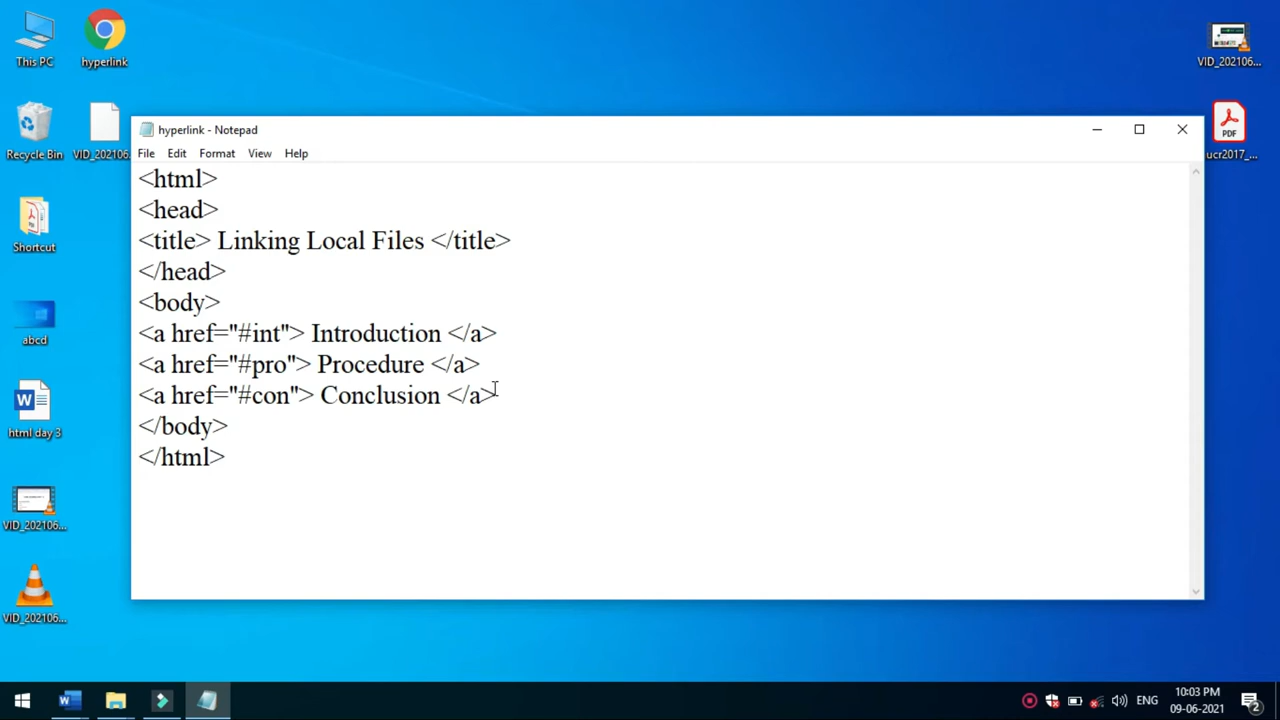 This PC
hyperlink
VID_202106...
Recycle Bin
VID_202106
PDF
ucr2017_...
hyperlink - Notepad
File Edit Format View Help
<html>
<head>
<title> Linking Local Files </title>
</head>
<body>
<a href="#int"> Introduction </a>
<a href="#pro"> Procedure </a>
<a href="#con"> Conclusion </a>
</body>
</html>
Shortcut
abcd
W
html day 3
VID_202106...
VID_202106...
W
ENG
10:03 PM
09-06-2021
2